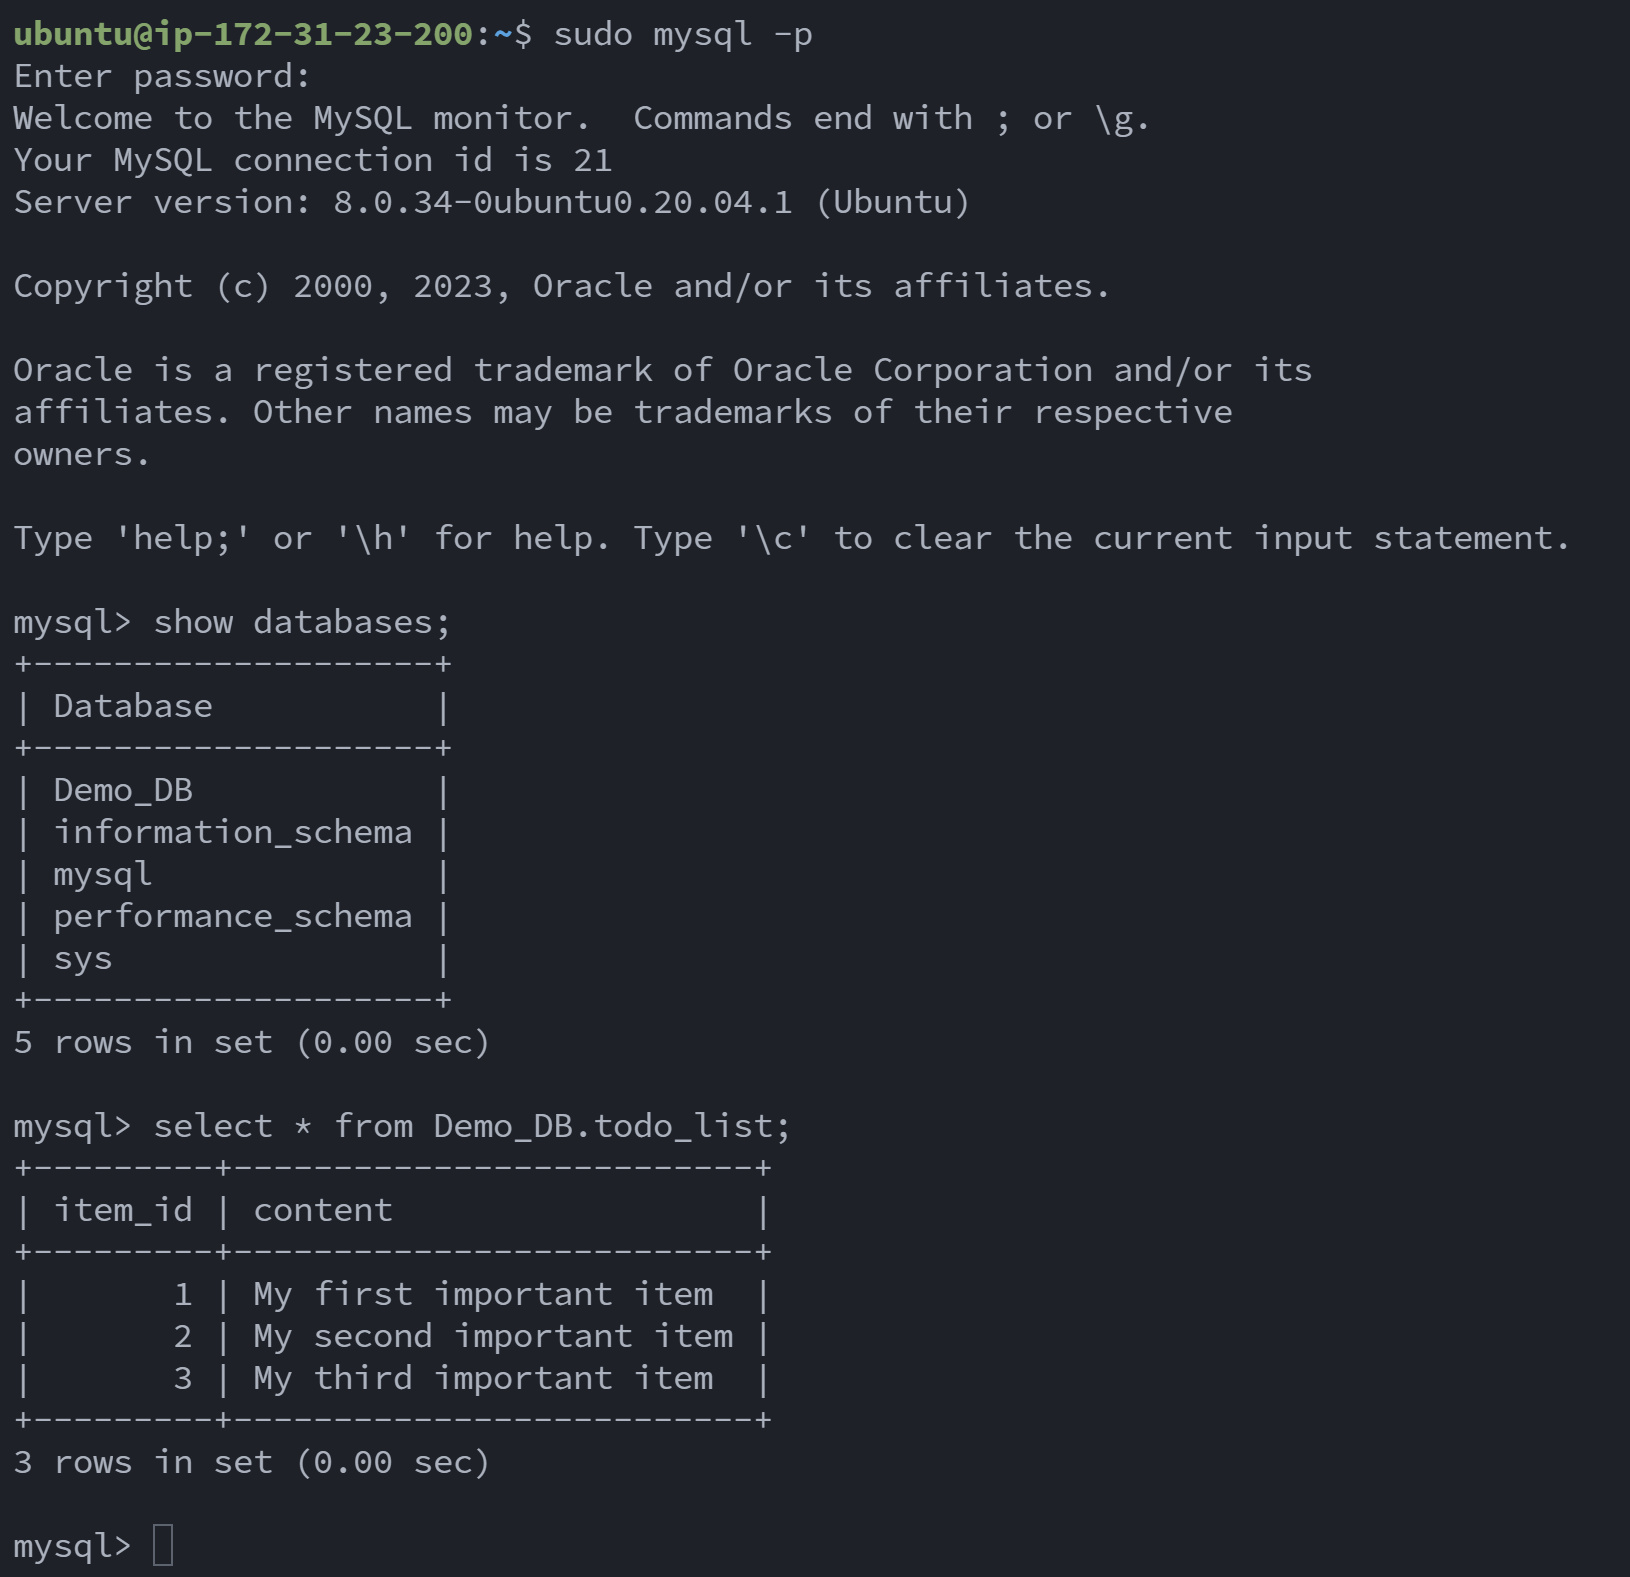 ubuntu@ip-172-31-23-200:~$ sudo mysql -p
Enter password:
Welcome to the MySQL monitor.  Commands end with ; or \g.
Your MySQL connection id is 21
Server version: 8.0.34-0ubuntu0.20.04.1 (Ubuntu)

Copyright (c) 2000, 2023, Oracle and/or its affiliates.

Oracle is a registered trademark of Oracle Corporation and/or its
affiliates. Other names may be trademarks of their respective
owners.

Type 'help;' or '\h' for help. Type '\c' to clear the current input statement.

mysql> show databases;
+--------------------+
| Database           |
+--------------------+
| Demo_DB            |
| information_schema |
| mysql              |
| performance_schema |
| sys                |
+--------------------+
5 rows in set (0.00 sec)

mysql> select * from Demo_DB.todo_list;
+---------+--------------------------+
| item_id | content                  |
+---------+--------------------------+
|       1 | My first important item  |
|       2 | My second important item |
|       3 | My third important item  |
+---------+--------------------------+
3 rows in set (0.00 sec)

mysql>